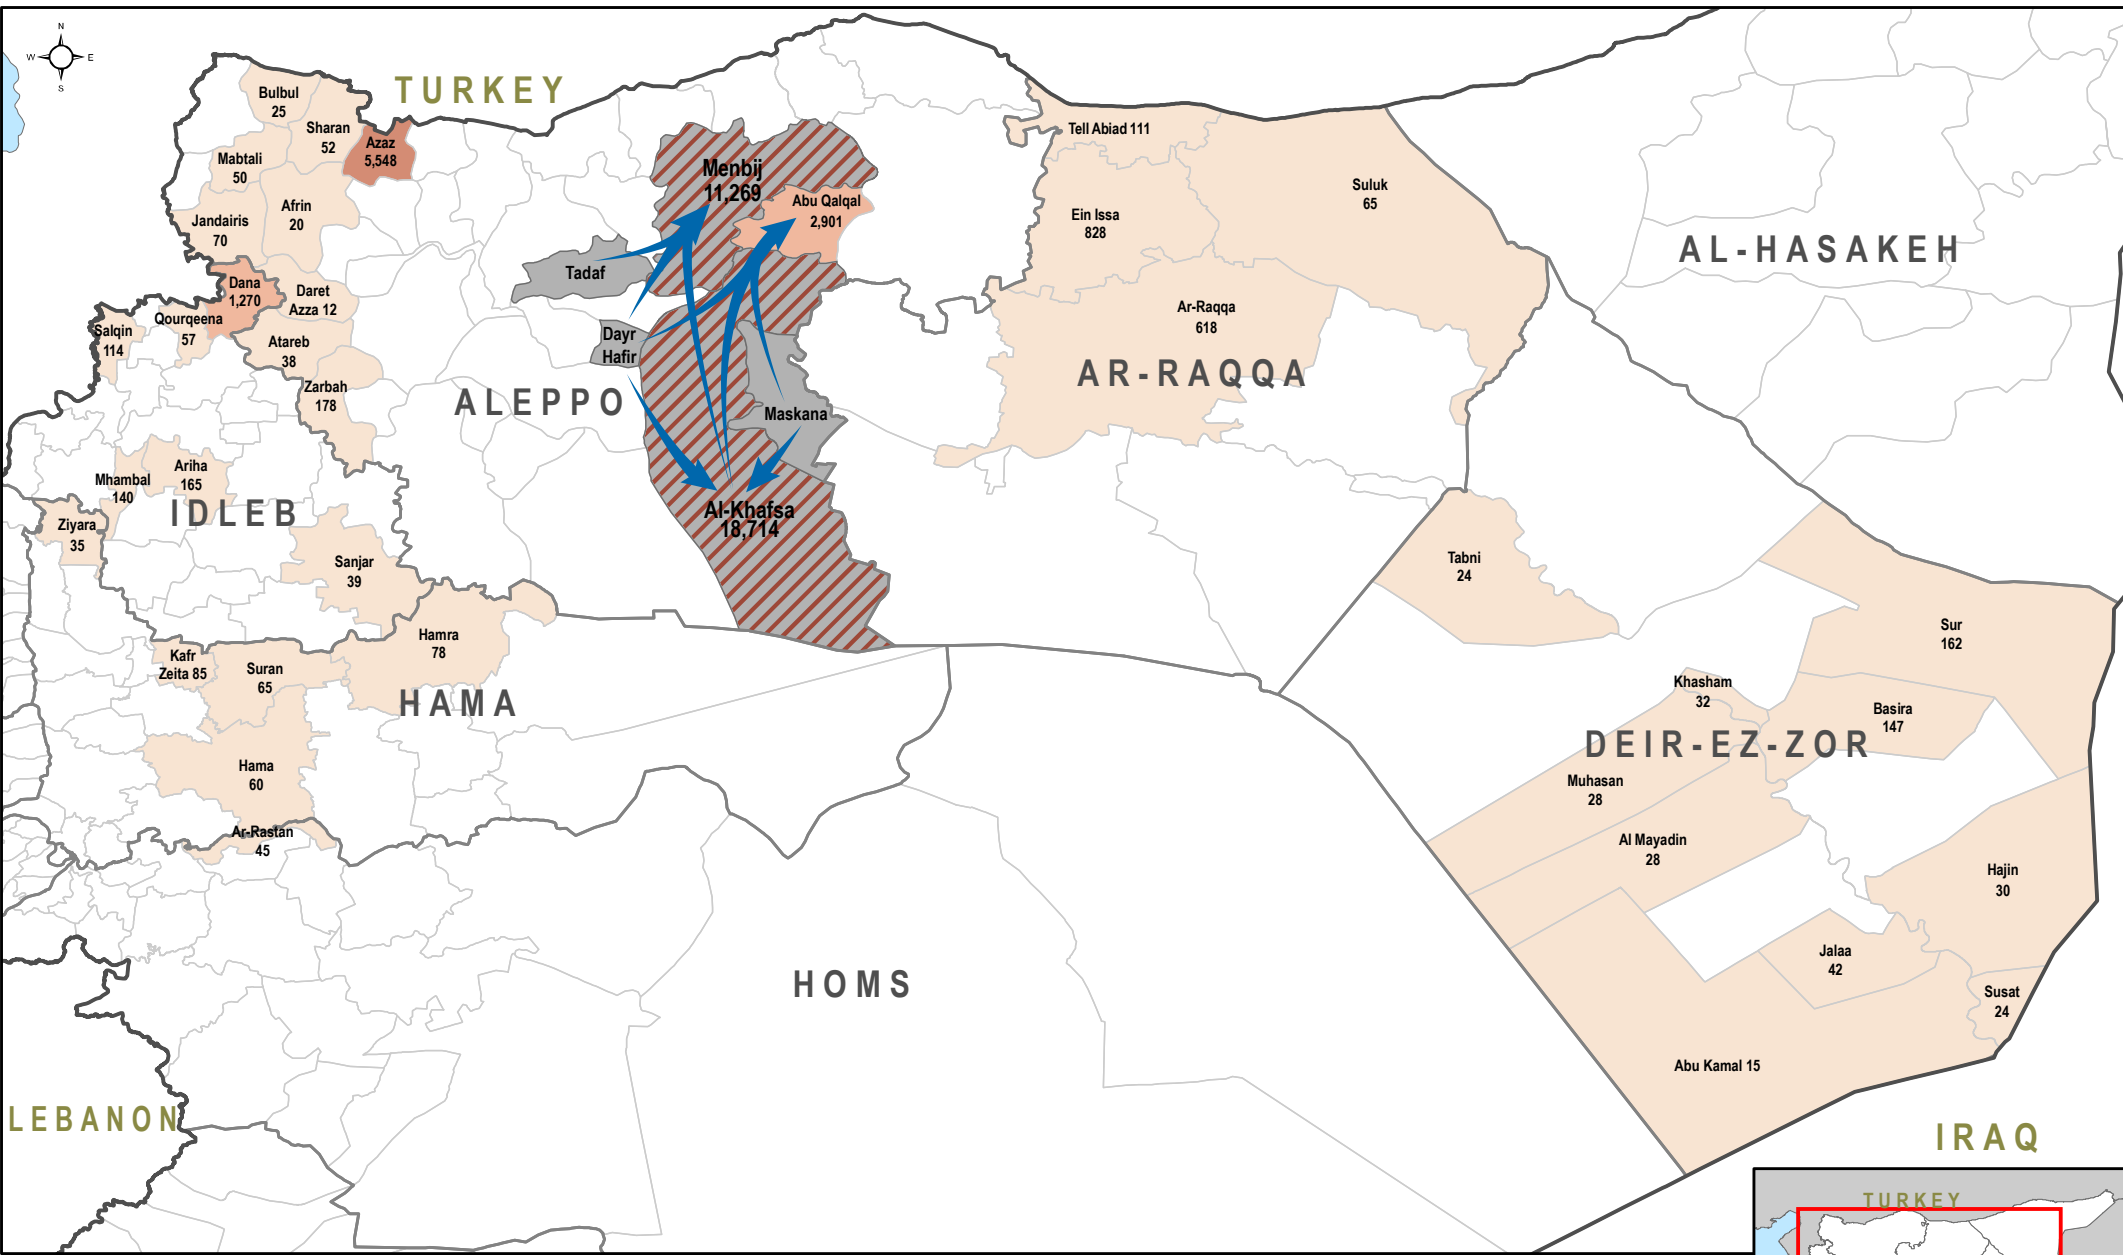 N
W
E
S
TURKEY
Bulbul
25
Sharan
52
Azaz
5,548
Mabtali
50
Afrin
20
Jandairis
70
Dana
1,270
Daret
Azza 12
Qourqeena
57
Salqin
114
Atareb
38
Zarbah
178
Menbij
11,269
Abu Qalqal
2,901
Tadaf
Dayr
Hafir
Maskana
Al-Khafsa
18,714
ALEPPO
Tell Abiad 111
Ein Issa
828
Suluk
65
Ar-Raqqa
618
AR-RAQQA
AL-HASAKEH
Mhambal
140
Ariha
165
IDLEB
Ziyara
35
Sanjar
39
Hamra
78
Kafr
Zeita 85
Suran
65
HAMA
Hama
60
Ar-Rastan
45
HOMS
Tabni
24
Sur
162
Khasham
32
Basira
147
DEIR-EZ-ZOR
Muhasan
28
Al Mayadin
28
Hajin
30
Jalaa
42
Susat
24
Abu Kamal 15
LEBANON
IRAQ
TURKEY